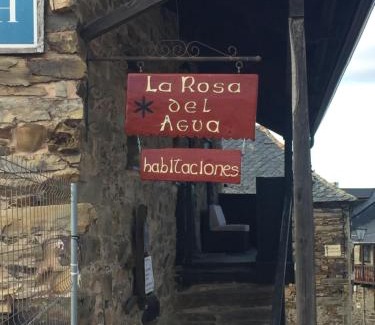 H
La Rosa
del
Agua
habitaciones